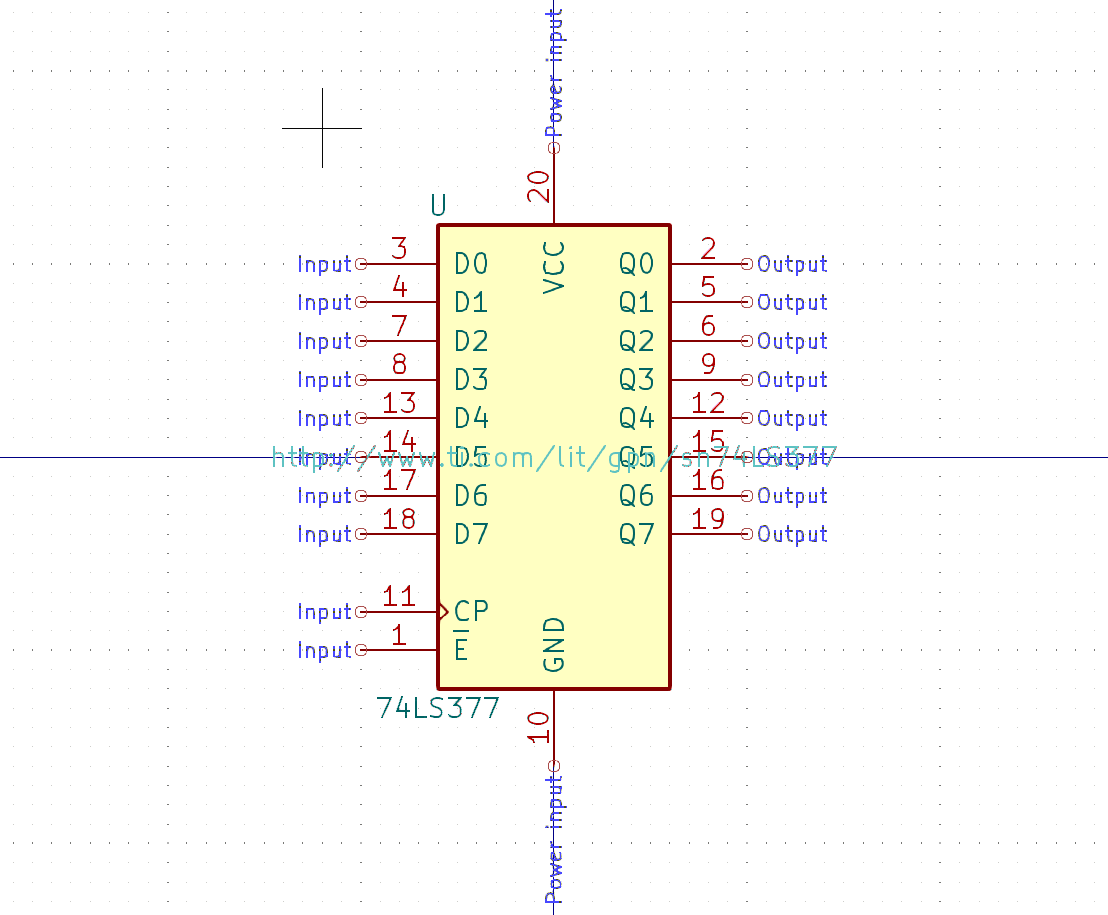 Power input
20
U
VCC
Input 3 D0 Q0 2 Output
Input 4 D1 Q1 5 Output
Input 7 D2 Q2 6 Output
Input 8 D3 Q3 9 Output
Input 13 D4 Q4 12 Output
Input 14 D5 Q5 15 Output
http://www.ti.com/lit/gpn/sn74LS377
Input 17 D6 Q6 16 Output
Input 18 D7 Q7 19 Output
Input 11 CP
Input 1 E̅
GND
74LS377
10
Power input